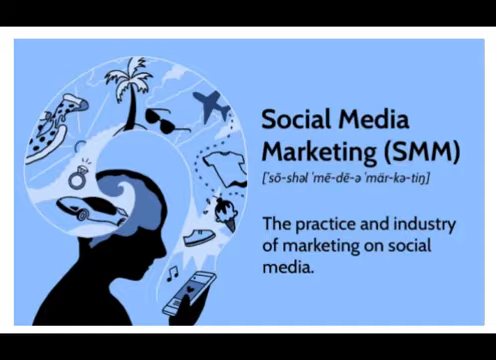 Social Media
Marketing (SMM)
[ˈsō-shəl ˈmē-dē-ə ˈmär-kə-tiŋ]
The practice and industry
of marketing on social
media.